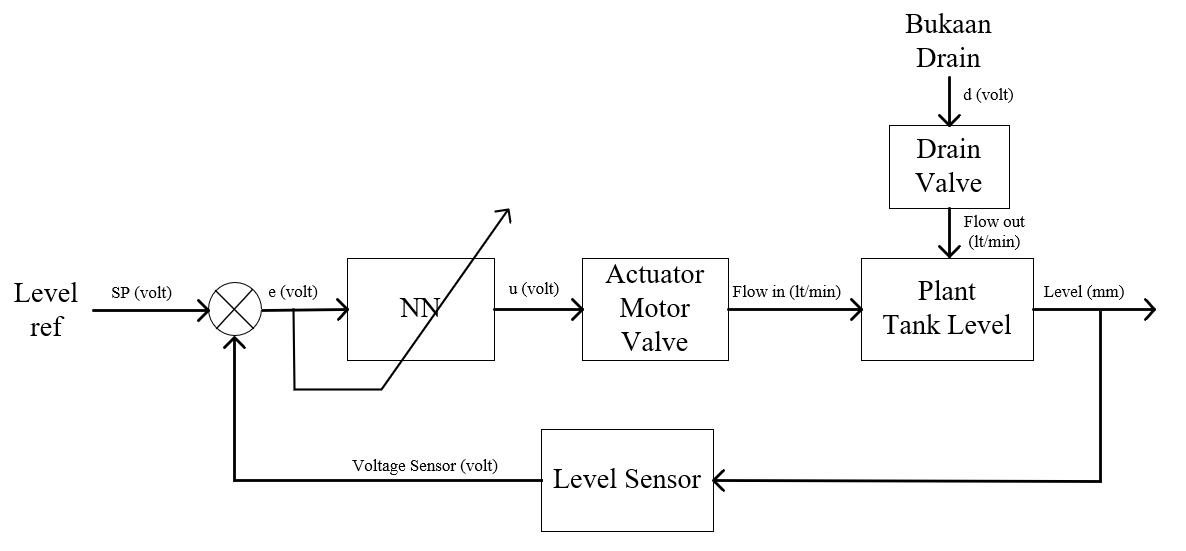 Bukaan
Drain
d (volt)
Drain
Valve
Flow out
(lt/min)
Level
ref
SP (volt)
e (volt)
NN
u (volt)
Actuator
Motor
Valve
Flow in (lt/min)
Plant
Tank Level
Level (mm)
Voltage Sensor (volt)
Level Sensor